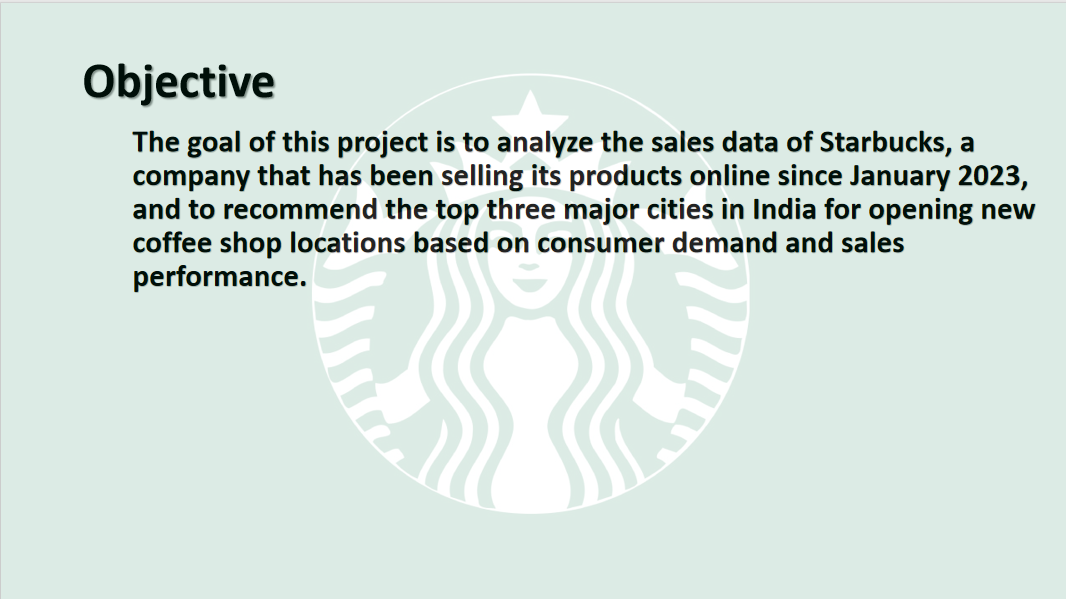 Objective
The goal of this project is to analyze the sales data of Starbucks, a
company that has been selling its products online since January 2023,
and to recommend the top three major cities in India for opening new
coffee shop locations based on consumer demand and sales
performance.